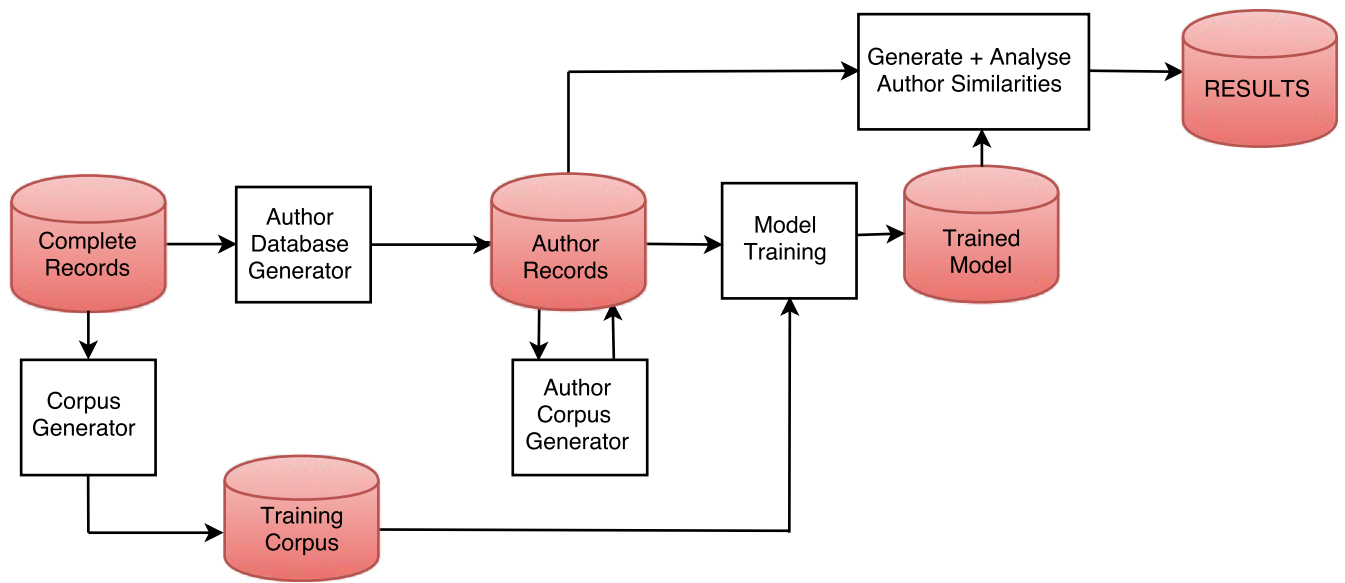 Generate + Analyse
Author Similarities
RESULTS
Complete
Records
Author
Database
Generator
Author
Records
Model
Training
Trained
Model
Corpus
Generator
Author
Corpus
Generator
Training
Corpus